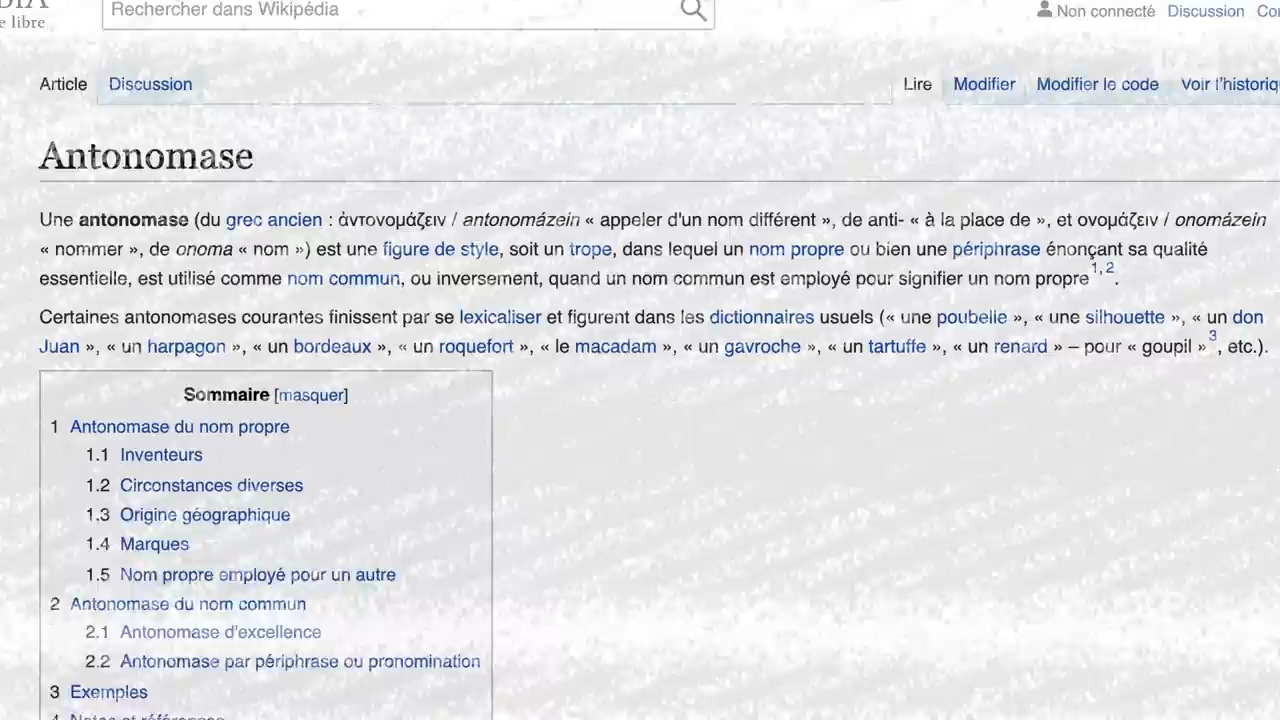 e libre
Rechercher dans Wikipédia
Non connecté Discussion
Article Discussion Lire Modifier Modifier le code Voir l'historiq
Antonomase
Une antonomase (du grec ancien : ἀντονομάζειν / antonomázein « appeler d'un nom différent », de anti- « à la place de », et ονομάζειν / onomázein
« nommer », de onoma « nom ») est une figure de style, soit un trope, dans lequel un nom propre ou bien une périphrase énonçant sa qualité
essentielle, est utilisé comme nom commun, ou inversement, quand un nom commun est employé pour signifier un nom propre1,2.
Certaines antonomases courantes finissent par se lexicaliser et figurent dans les dictionnaires usuels (« une poubelle », « une silhouette », « un don
Juan », « un harpagon », « un bordeaux », « un roquefort », « le macadam », « un gavroche », « un tartuffe », « un renard » – pour « goupil »3, etc.).
Sommaire [masquer]
1 Antonomase du nom propre
1.1 Inventeurs
1.2 Circonstances diverses
1.3 Origine géographique
1.4 Marques
1.5 Nom propre employé pour un autre
2 Antonomase du nom commun
2.1 Antonomase d'excellence
2.2 Antonomase par périphrase ou pronomination
3 Exemples
4 Notes et références